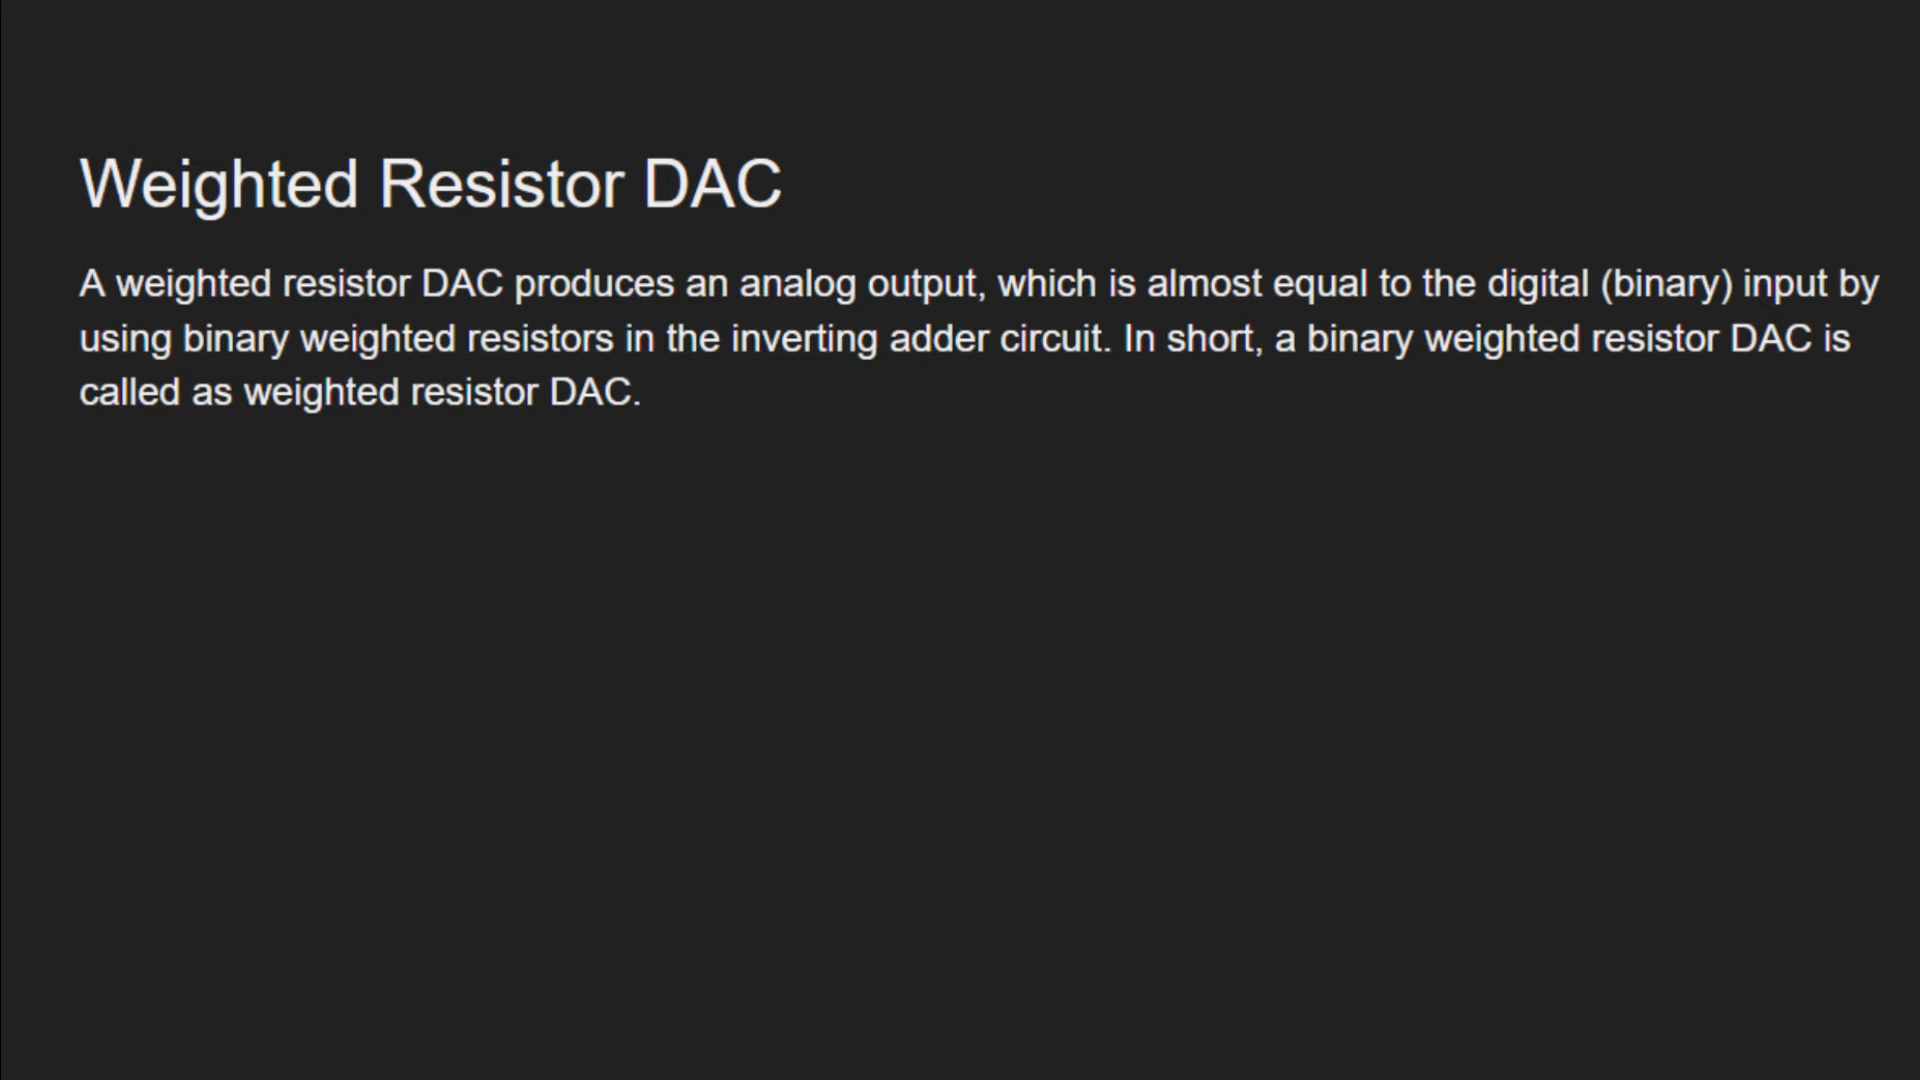 Weighted Resistor DAC
A weighted resistor DAC produces an analog output, which is almost equal to the digital (binary) input by
using binary weighted resistors in the inverting adder circuit. In short, a binary weighted resistor DAC is
called as weighted resistor DAC.